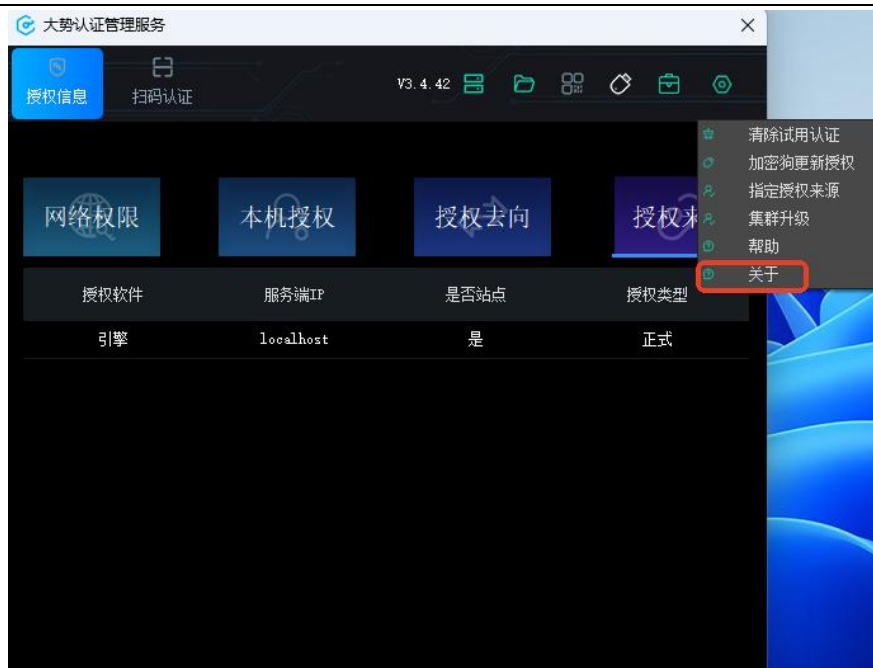 大势认证管理服务
授权信息
扫码认证
V3.4.42
清除试用认证
加密狗更新授权
指定授权来源
集群升级
帮助
关于
网络权限
本机授权
授权去向
授权来
授权软件
服务端IP
是否站点
授权类型
引擎
localhost
是
正式